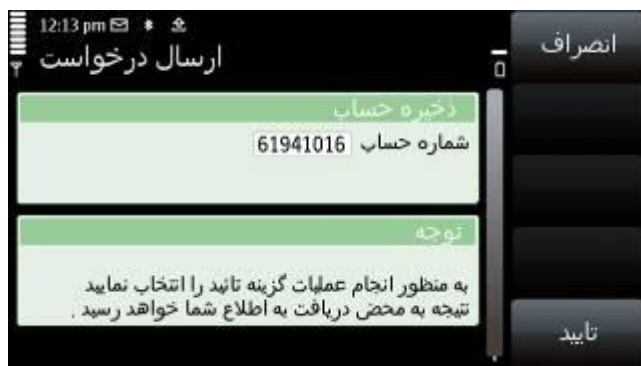 12:13 pm
ارسال درخواست
انصراف
ذخیره حساب
شماره حساب 61941016
توجه
به منظور انجام عملیات گزینه تائید را انتخاب نمایید
نتیجه به محض دریافت به اطلاع شما خواهد رسید .
تایید